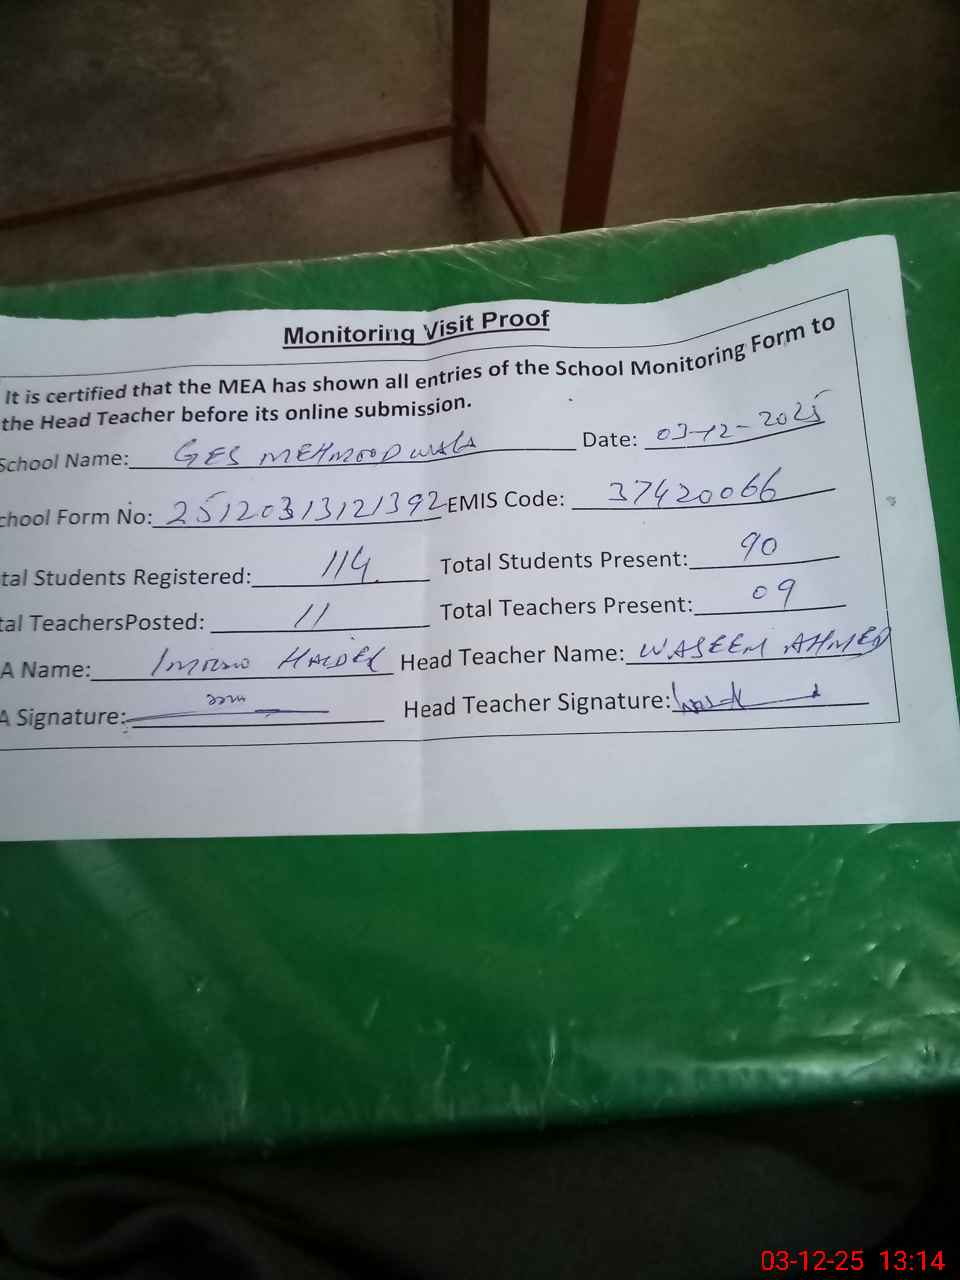 Monitoring Visit Proof
It is certified that the MEA has shown all entries of the School Monitoring Form to
the Head Teacher before its online submission.
School Name: GES MEHMOOD WALA Date: 03-12-2025
chool Form No: 25120313121392 EMIS Code: 37420066
tal Students Registered: 114 Total Students Present: 90
tal TeachersPosted: 11 Total Teachers Present: 09
A Name: HAIDER Head Teacher Name: WASEEM AHMED
A Signature: Head Teacher Signature:
03-12-25 13:14